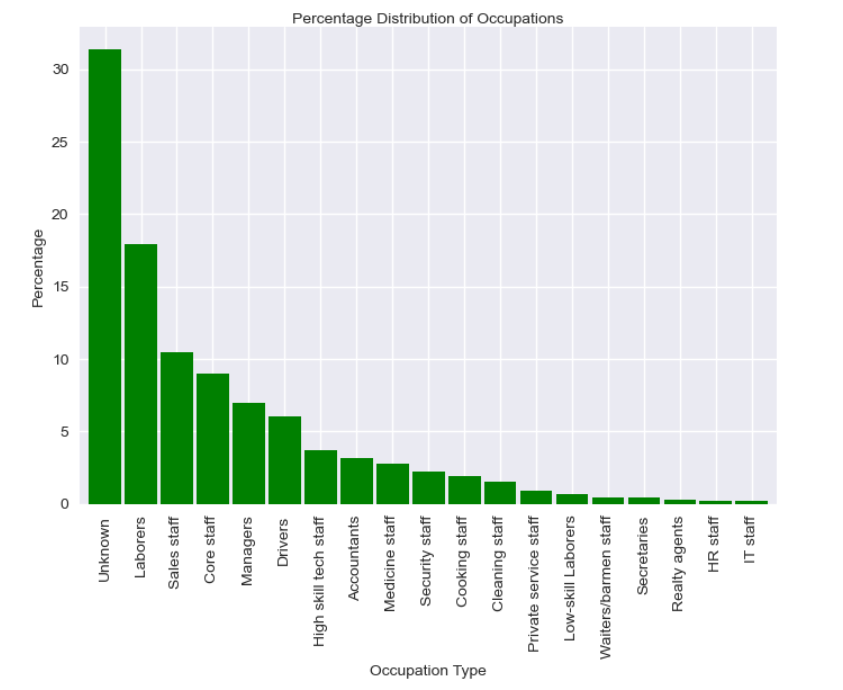 Percentage Distribution of Occupations
Percentage
30
25
20
15
10
5
0
Unknown
Laborers
Sales staff
Core staff
Managers
Drivers
High skill tech staff
Accountants
Medicine staff
Security staff
Cooking staff
Cleaning staff
Private service staff
Low-skill Laborers
Waiters/barmen staff
Secretaries
Realty agents
HR staff
IT staff
Occupation Type